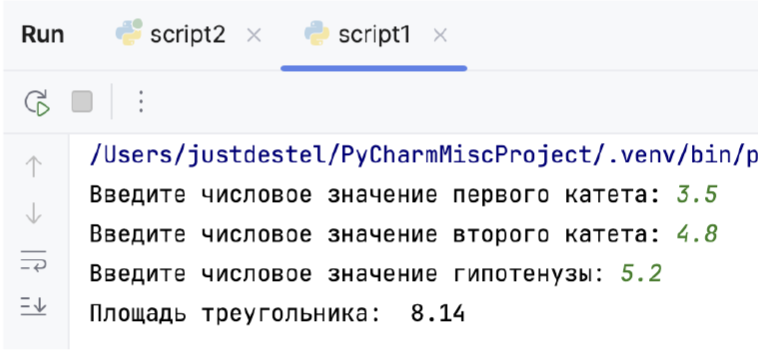 Run script2 × script1 ×
/Users/justdestel/PyCharmMiscProject/.venv/bin/p
Введите числовое значение первого катета: 3.5
Введите числовое значение второго катета: 4.8
Введите числовое значение гипотенузы: 5.2
Площадь треугольника:  8.14